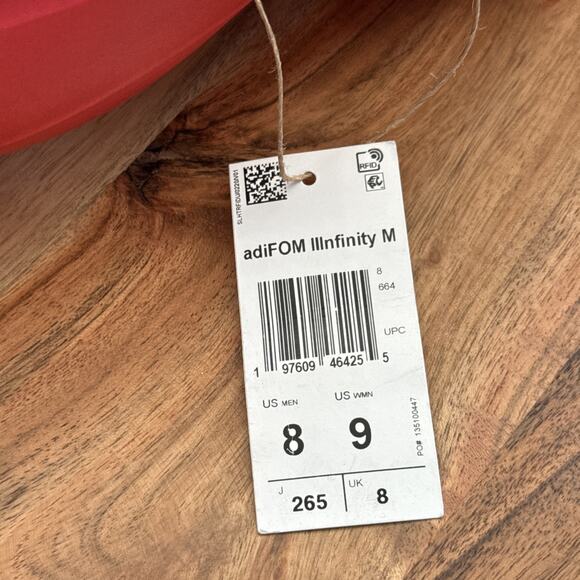 RFID
adiFOM IIInfinity M
8
664
UPC
1 97609 46425 5
US MEN US WMN
8 9
J 265 UK 8
PO# 135100447